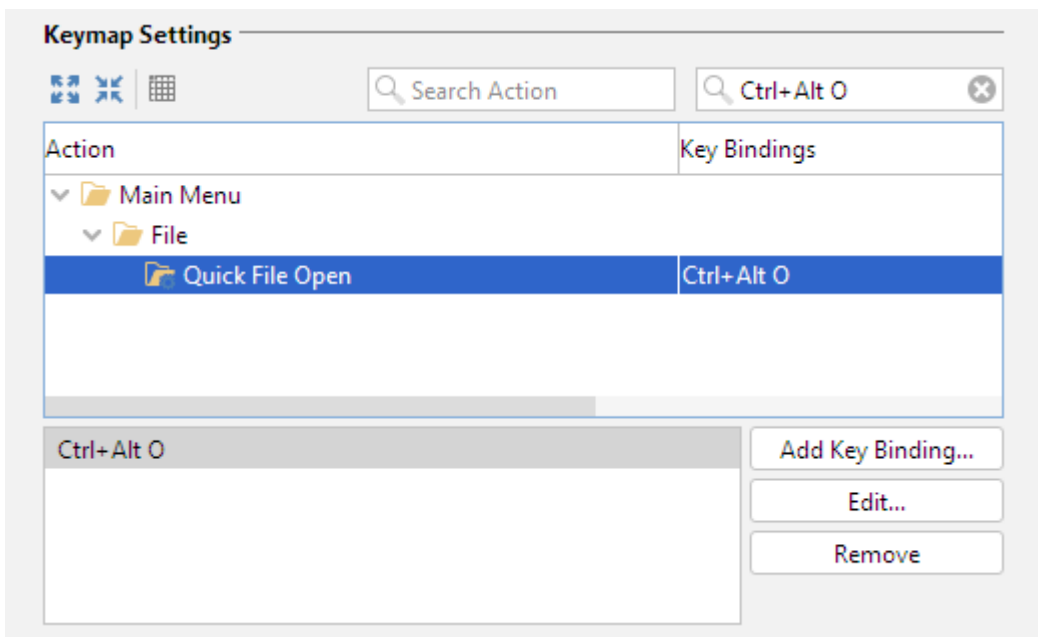 Keymap Settings
Search Action
Ctrl+Alt O
Action
Key Bindings
Main Menu
File
Quick File Open
Ctrl+Alt O
Ctrl+Alt O
Add Key Binding...
Edit...
Remove